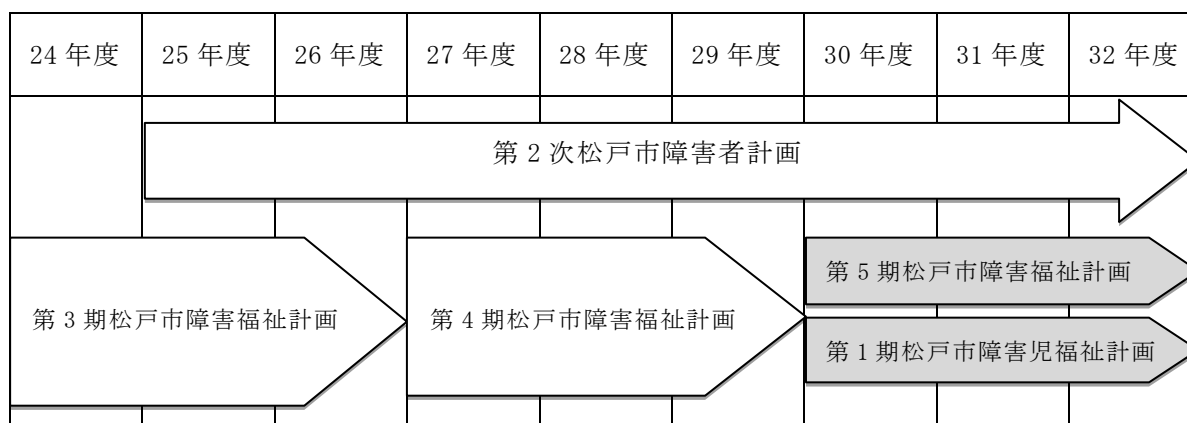 24 年度 25 年度 26 年度 27 年度 28 年度 29 年度 30 年度 31 年度 32 年度
第 2 次松戸市障害者計画
第 3 期松戸市障害福祉計画
第 4 期松戸市障害福祉計画
第 5 期松戸市障害福祉計画
第 1 期松戸市障害児福祉計画